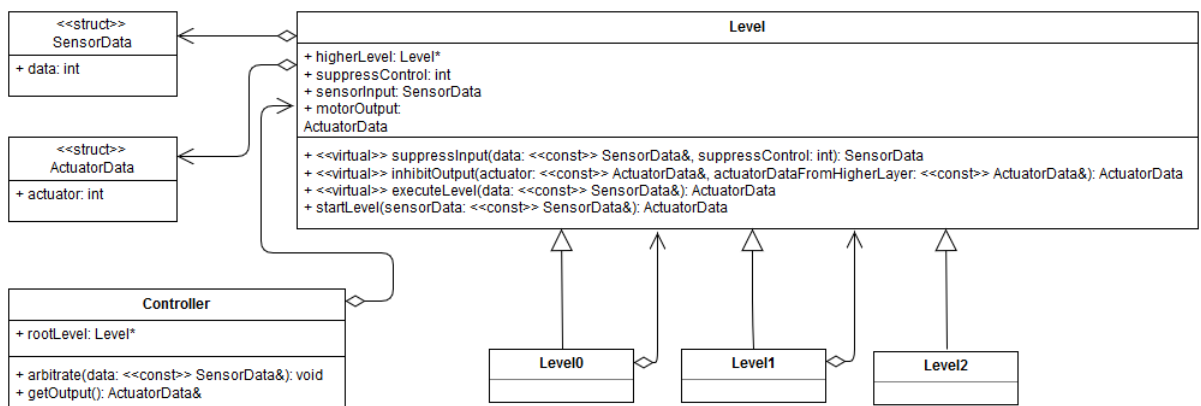 <<struct>>
SensorData
+ data: int
<<struct>>
ActuatorData
+ actuator: int
Level
+ higherLevel: Level*
+ suppressControl: int
+ sensorInput: SensorData
+ motorOutput:
ActuatorData
+ <<virtual>> suppressInput(data: <<const>> SensorData&, suppressControl: int): SensorData
+ <<virtual>> inhibitOutput(actuator: <<const>> ActuatorData&, actuatorDataFromHigherLayer: <<const>> ActuatorData&): ActuatorData
+ <<virtual>> executeLevel(data: <<const>> SensorData&): ActuatorData
+ startLevel(sensorData: <<const>> SensorData&): ActuatorData
Controller
+ rootLevel: Level*
+ arbitrate(data: <<const>> SensorData&): void
+ getOutput(): ActuatorData&
Level0
Level1
Level2